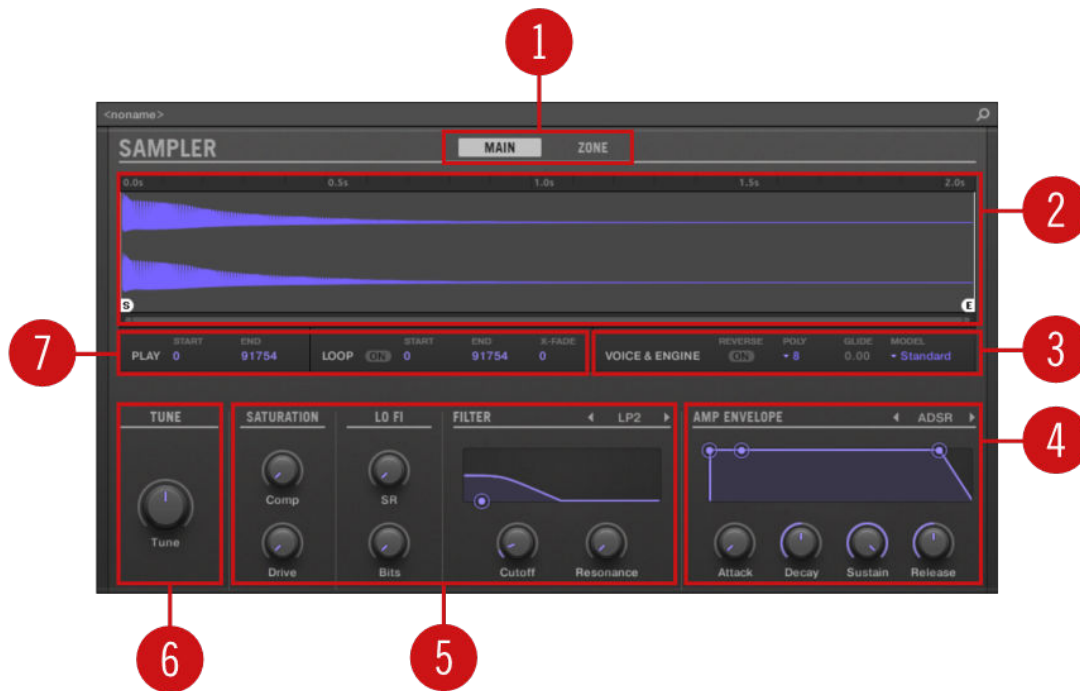 1
<noname>
SAMPLER MAIN ZONE
0.0s 0.5s 1.0s 1.5s 2.0s
2
S E
7
START END START END X-FADE REVERSE POLY GLIDE MODEL
PLAY 0 91754 LOOP ON 0 91754 0 VOICE & ENGINE ON 8 0.00 Standard
3
TUNE SATURATION LO FI FILTER LP2 AMP ENVELOPE ADSR
4
Comp SR
Tune
Drive Bits Cutoff Resonance Attack Decay Sustain Release
6 5